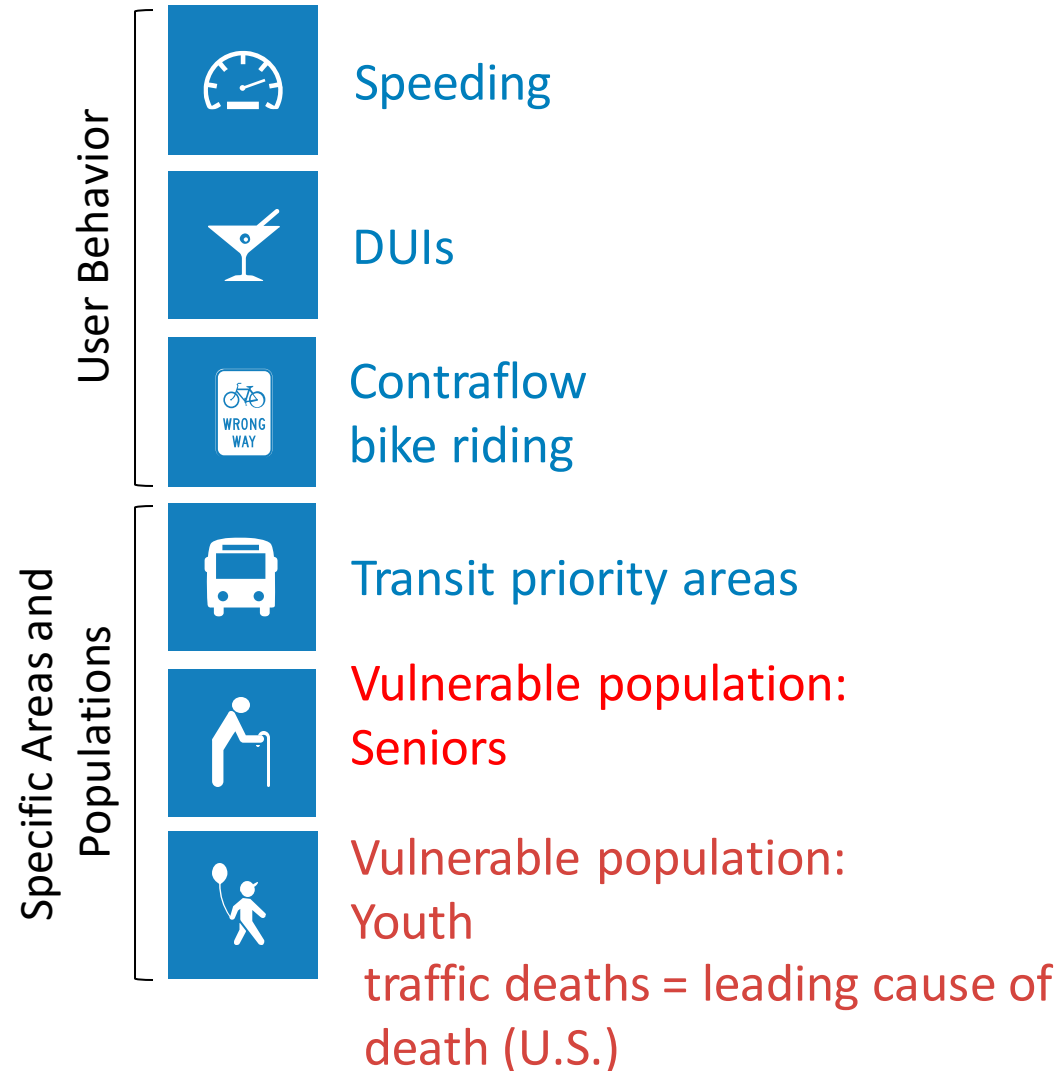 User Behavior
Speeding
DUIs
WRONG
WAY
Contraflow
bike riding
Specific Areas and
Populations
Transit priority areas
Vulnerable population:
Seniors
Vulnerable population:
Youth
traffic deaths = leading cause of
death (U.S.)